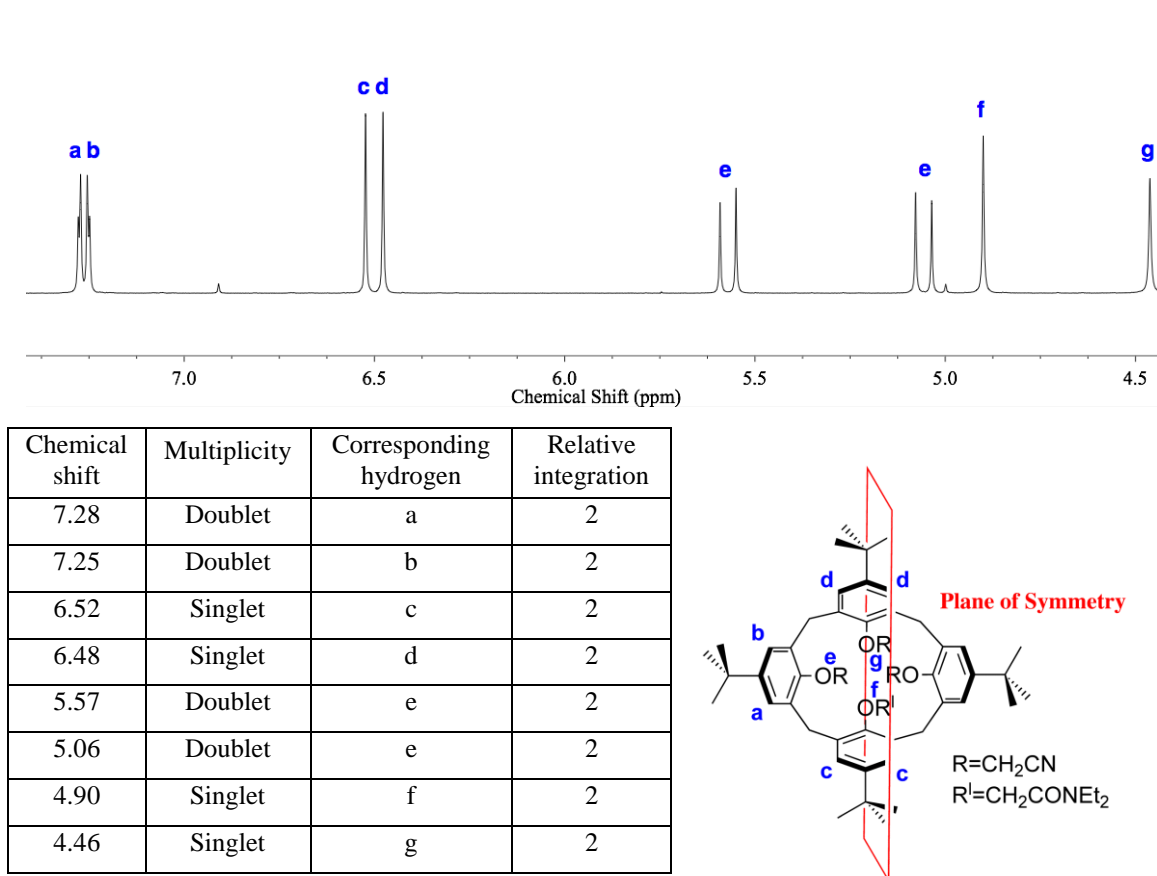 c d
f
a b
g
e
e
7.0
6.5
6.0
5.5
5.0
4.5
Chemical Shift (ppm)
Chemical shift
Multiplicity
Corresponding hydrogen
Relative integration
7.28 Doublet a 2
7.25 Doublet b 2
6.52 Singlet c 2
6.48 Singlet d 2
5.57 Doublet e 2
5.06 Doublet e 2
4.90 Singlet f 2
4.46 Singlet g 2
d
d
Plane of Symmetry
b
OR
e
g
OR
RO
f
a
OR^I
c
c
R=CH₂CN
R^I=CH₂CONEt₂